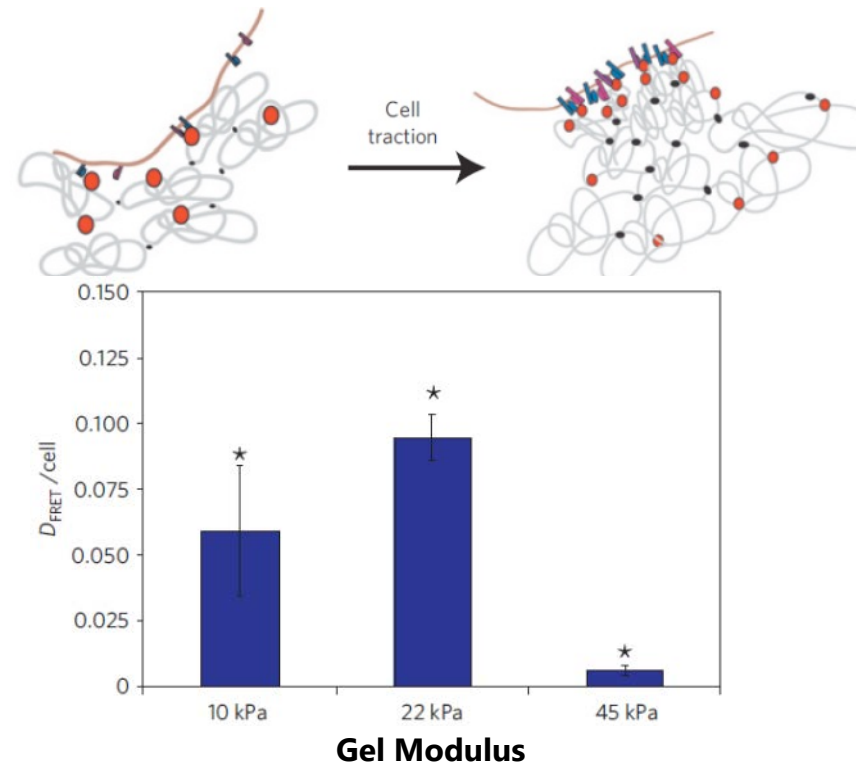 Cell
traction
0.150
0.125
0.100
0.075
0.050
0.025
0
D_FRET /cell
★
★
★
10 kPa
22 kPa
45 kPa
Gel Modulus